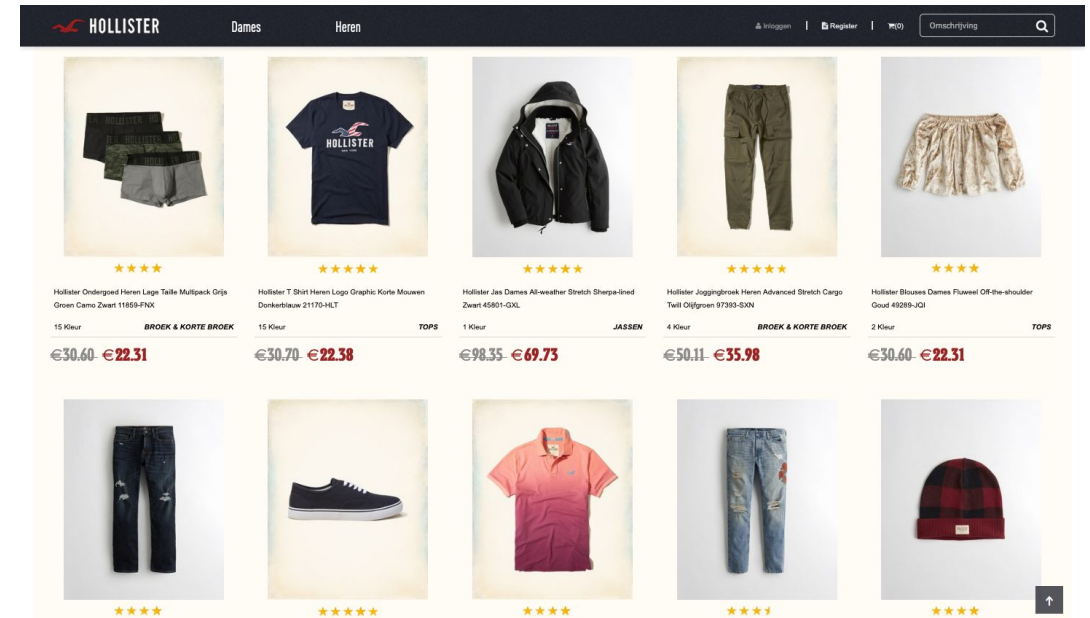 HOLLISTER
Dames
Heren
Inloggen
Register
(0)
Omschrijving
HOLLISTER
HOLLISTER
Hollister Ondergoed Heren Lage Taille Multipack Grijs
Groen Camo Zwart 11859-FNX
15 Kleur
BROEK & KORTE BROEK
€30.60 €22.31
Hollister T Shirt Heren Logo Graphic Korte Mouwen
Donkerblauw 21170-HLT
15 Kleur
TOPS
€30.70 €22.38
Hollister Jas Dames All-weather Stretch Sherpa-lined
Zwart 45801-GXL
1 Kleur
JASSEN
€98.35 €69.73
Hollister Joggingbroek Heren Advanced Stretch Cargo
Twill Olijfgroen 97393-SXN
4 Kleur
BROEK & KORTE BROEK
€50.11 €35.98
Hollister Blouses Dames Fluweel Off-the-shoulder
Goud 49289-JQI
2 Kleur
TOPS
€30.60 €22.31